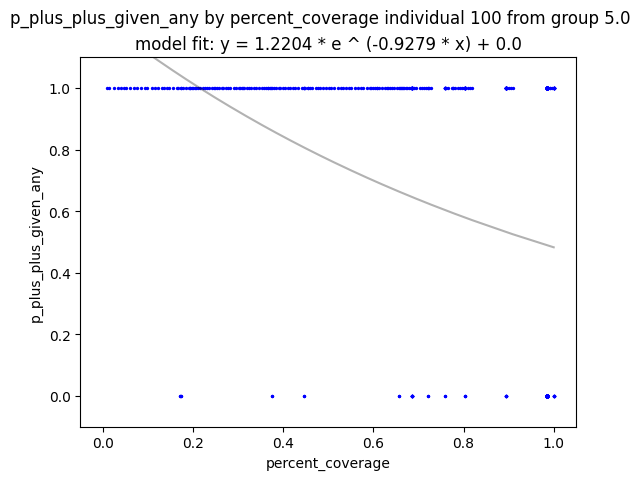 p_plus_plus_given_any by percent_coverage individual 100 from group 5.0
model fit: y = 1.2204 * e ^ (-0.9279 * x) + 0.0
1.0
0.8
0.6
0.4
0.2
0.0
p_plus_plus_given_any
0.0 0.2 0.4 0.6 0.8 1.0
percent_coverage